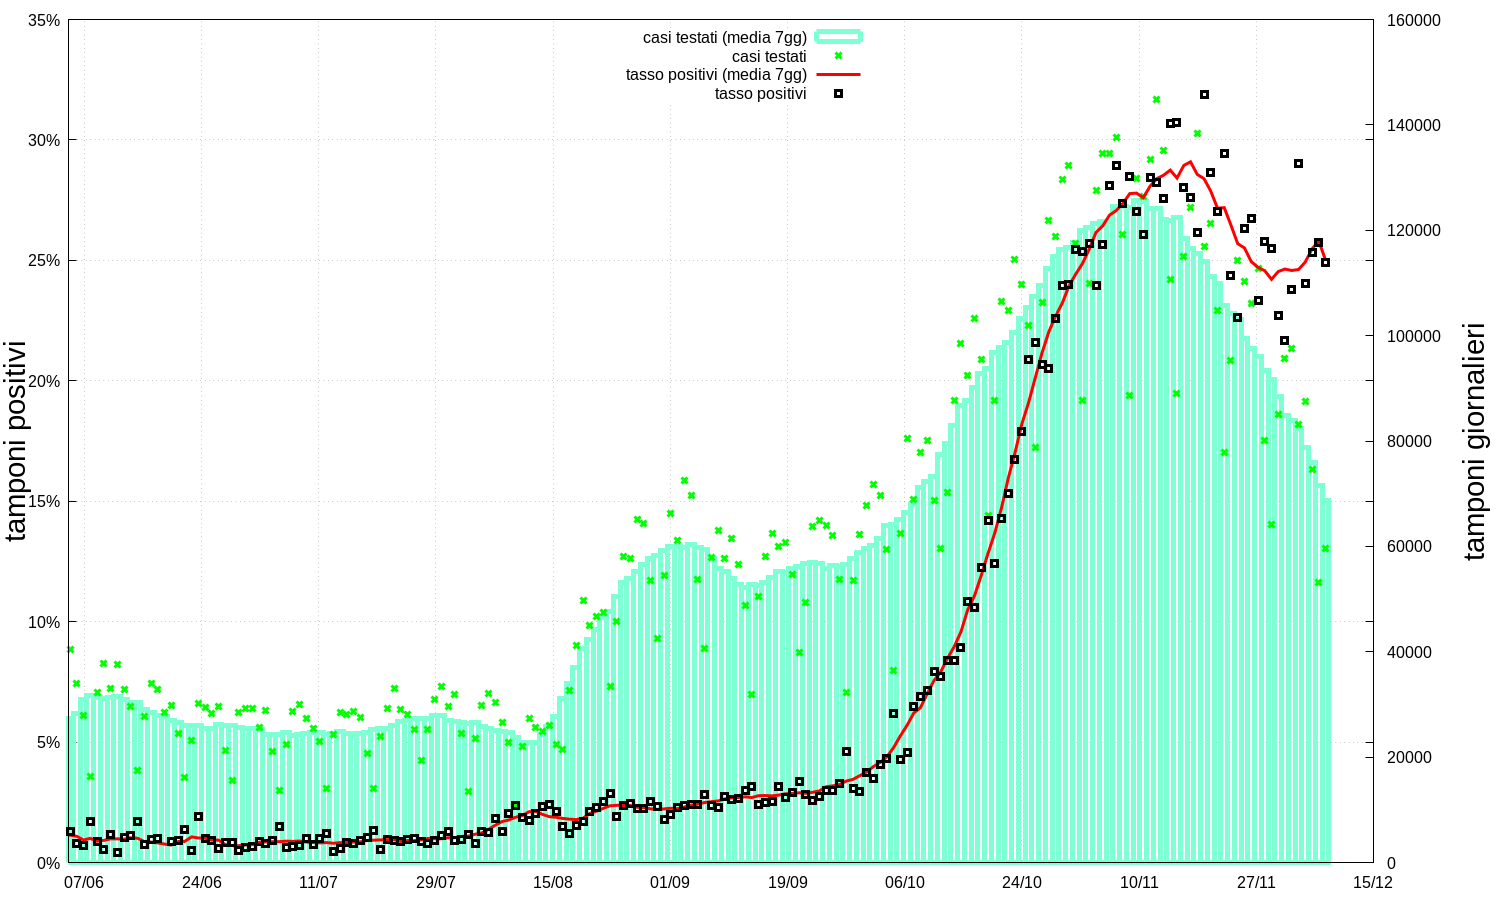 casi testati (media 7gg)
casi testati
tasso positivi (media 7gg)
tasso positivi
tamponi positivi
35%
30%
25%
20%
15%
10%
5%
0%
160000
140000
120000
100000
80000
60000
40000
20000
0
tamponi giornalieri
07/06 24/06 11/07 29/07 15/08 01/09 19/09 06/10 24/10 10/11 27/11 15/12